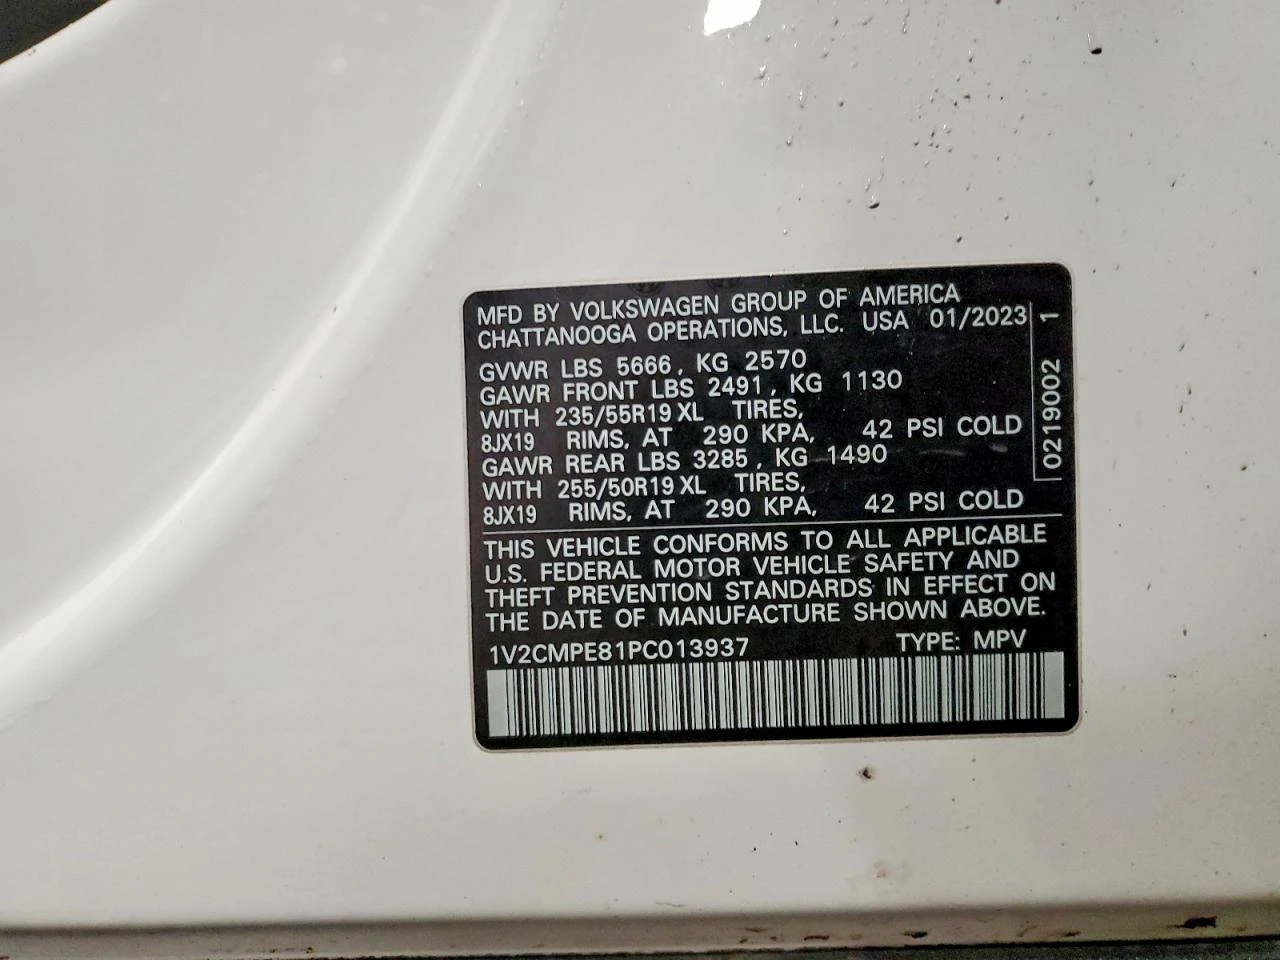 MFD BY VOLKSWAGEN GROUP OF AMERICA
CHATTANOOGA OPERATIONS, LLC. USA 01/2023
GVWR LBS 5666, KG 2570
GAWR FRONT LBS 2491, KG 1130
WITH 235/55R19 XL TIRES,
8JX19 RIMS, AT 290 KPA, 42 PSI COLD
GAWR REAR LBS 3285, KG 1490
WITH 255/50R19 XL TIRES,
8JX19 RIMS, AT 290 KPA, 42 PSI COLD
THIS VEHICLE CONFORMS TO ALL APPLICABLE
U.S. FEDERAL MOTOR VEHICLE SAFETY AND
THEFT PREVENTION STANDARDS IN EFFECT ON
THE DATE OF MANUFACTURE SHOWN ABOVE.
1V2CMPE81PC013937 TYPE: MPV
0219002 1